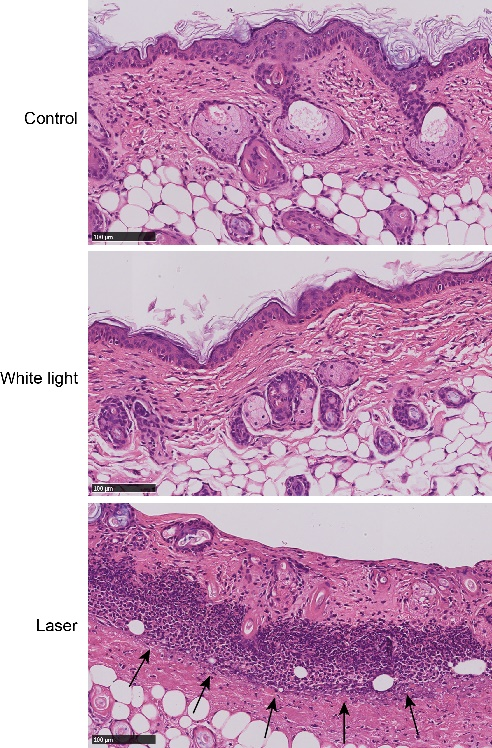 Control
100 µm
White light
100 µm
Laser
100 µm